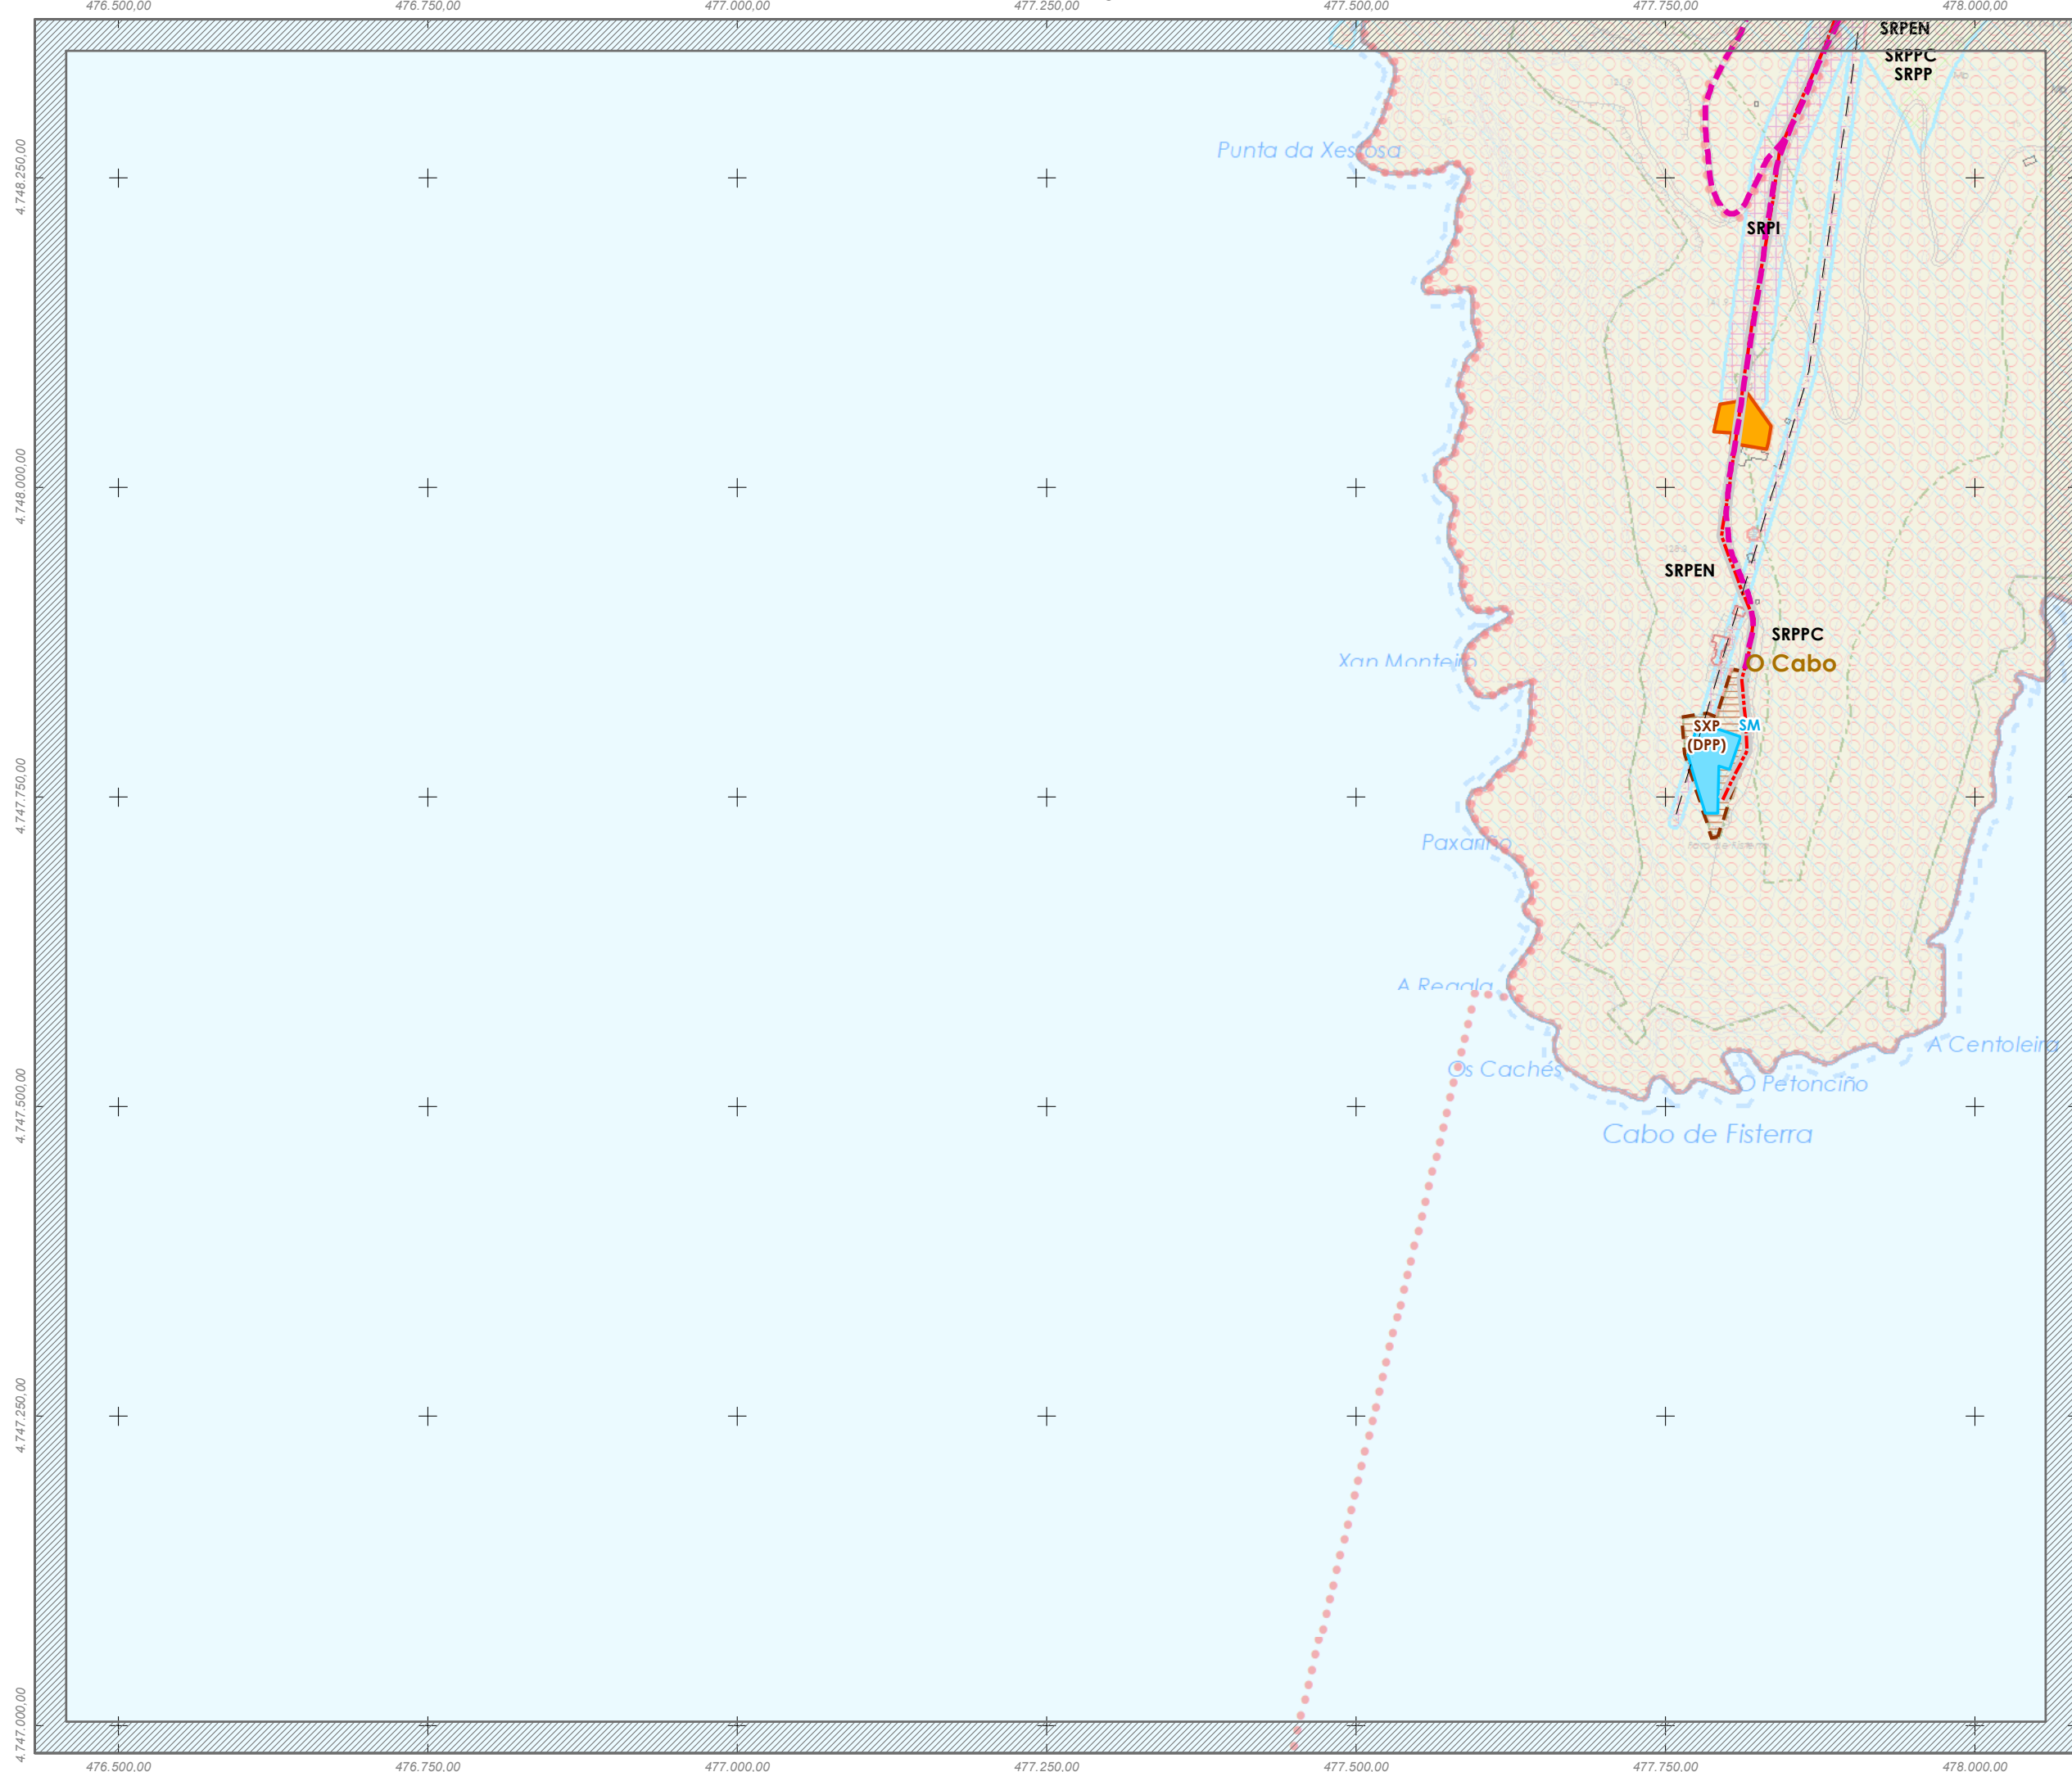 476.500,00
476.750,00
477.000,00
477.250,00
477.500,00
477.750,00
478.000,00
SRPEN
SRPPC
SRPP
Punta da Xestosa
4.748.250,00
SRPI
4.748.000,00
SRPEN
SRPPC
Xan Monteiro
O Cabo
SXP
(DPP)
SM
4.747.750,00
Paxariño
Faro de Fisterra
A Regala
A Centoleira
Os Cachés
O Petonciño
4.747.500,00
Cabo de Fisterra
4.747.250,00
4.747.000,00
476.500,00
476.750,00
477.000,00
477.250,00
477.500,00
477.750,00
478.000,00